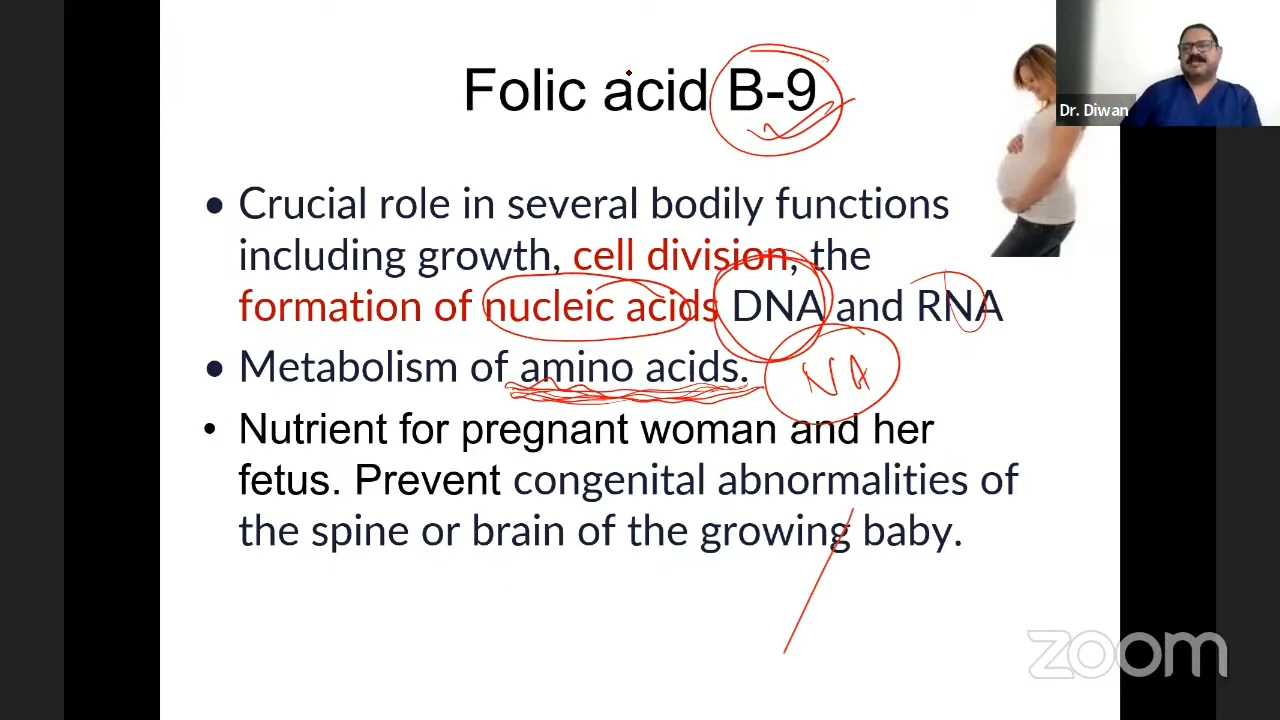 Folic acid B-9
Dr. Diwan
• Crucial role in several bodily functions
including growth, cell division, the
formation of nucleic acids DNA and RNA
• Metabolism of amino acids.
NA
• Nutrient for pregnant woman and her
fetus. Prevent congenital abnormalities of
the spine or brain of the growing baby.
zoom